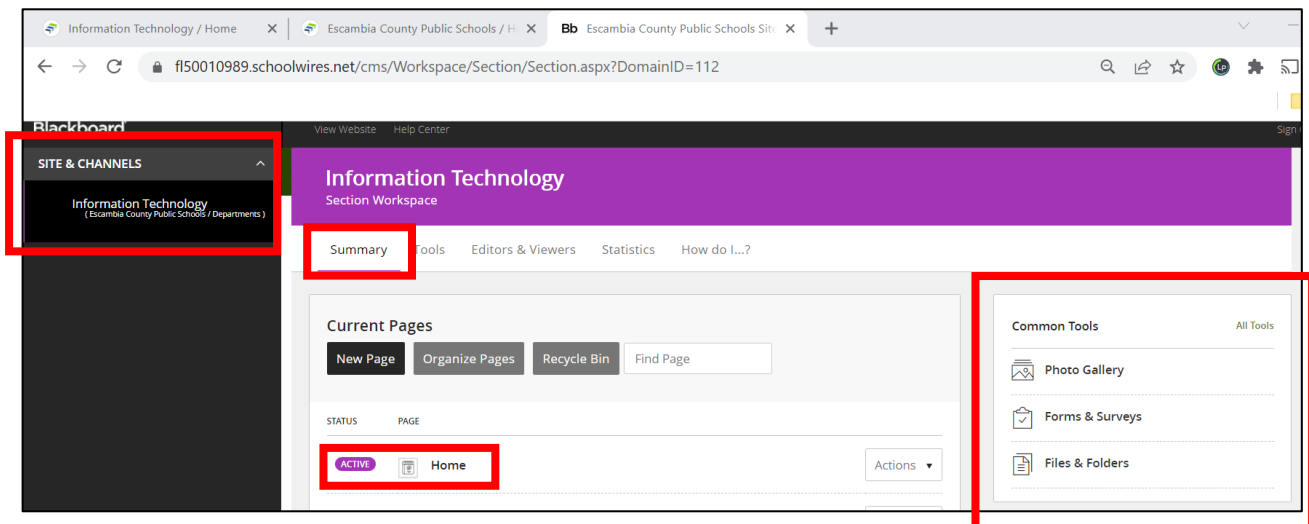 Information Technology / Home
Escambia County Public Schools / H
Bb Escambia County Public Schools Site
fl50010989.schoolwires.net/cms/Workspace/Section/Section.aspx?DomainID=112
Blackboard
View Website Help Center Sign
SITE & CHANNELS
Information Technology
( Escambia County Public Schools / Departments )
Information Technology
Section Workspace
Summary Tools Editors & Viewers Statistics How do I...?
Current Pages
New Page Organize Pages Recycle Bin Find Page
STATUS PAGE
ACTIVE Home Actions
Common Tools All Tools
Photo Gallery
Forms & Surveys
Files & Folders